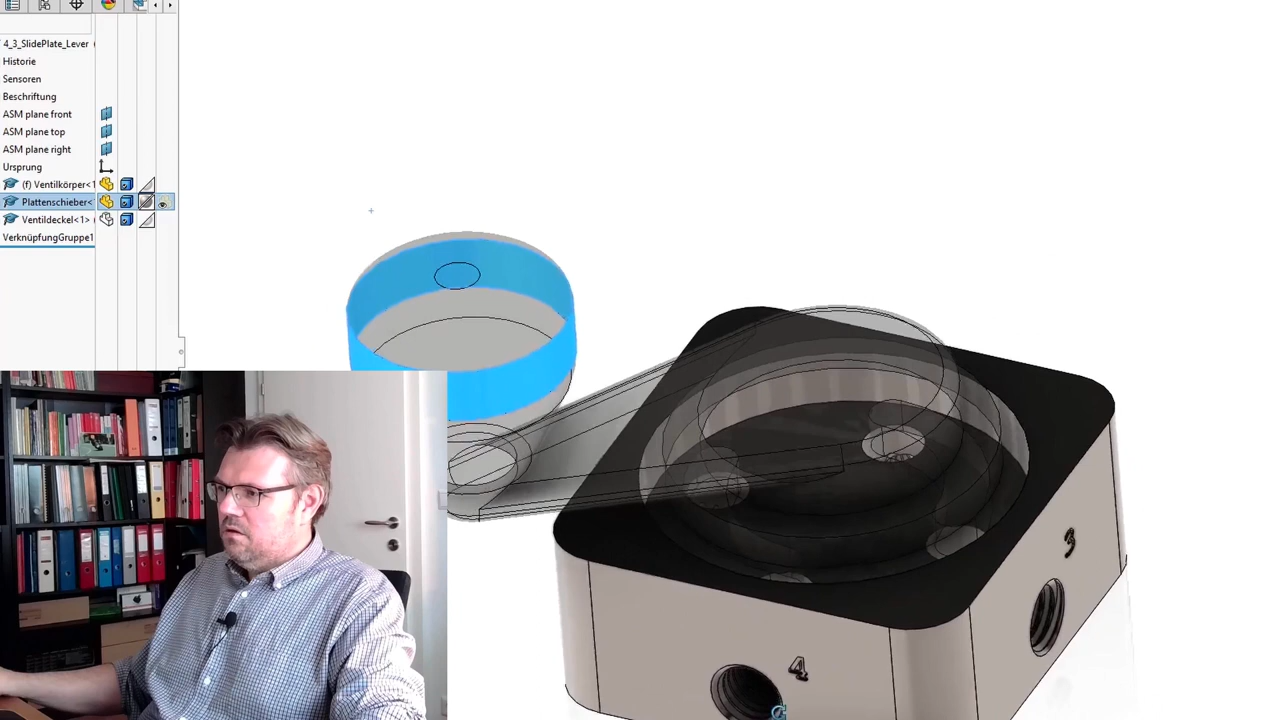 4_3_SlidePlate_Lever
Historie
Sensoren
Beschriftung
ASM plane front
ASM plane top
ASM plane right
Ursprung
(f) Ventilkörper<1
Plattenschieber<
Ventildeckel<1> (
VerknüpfungGruppe1
3
4